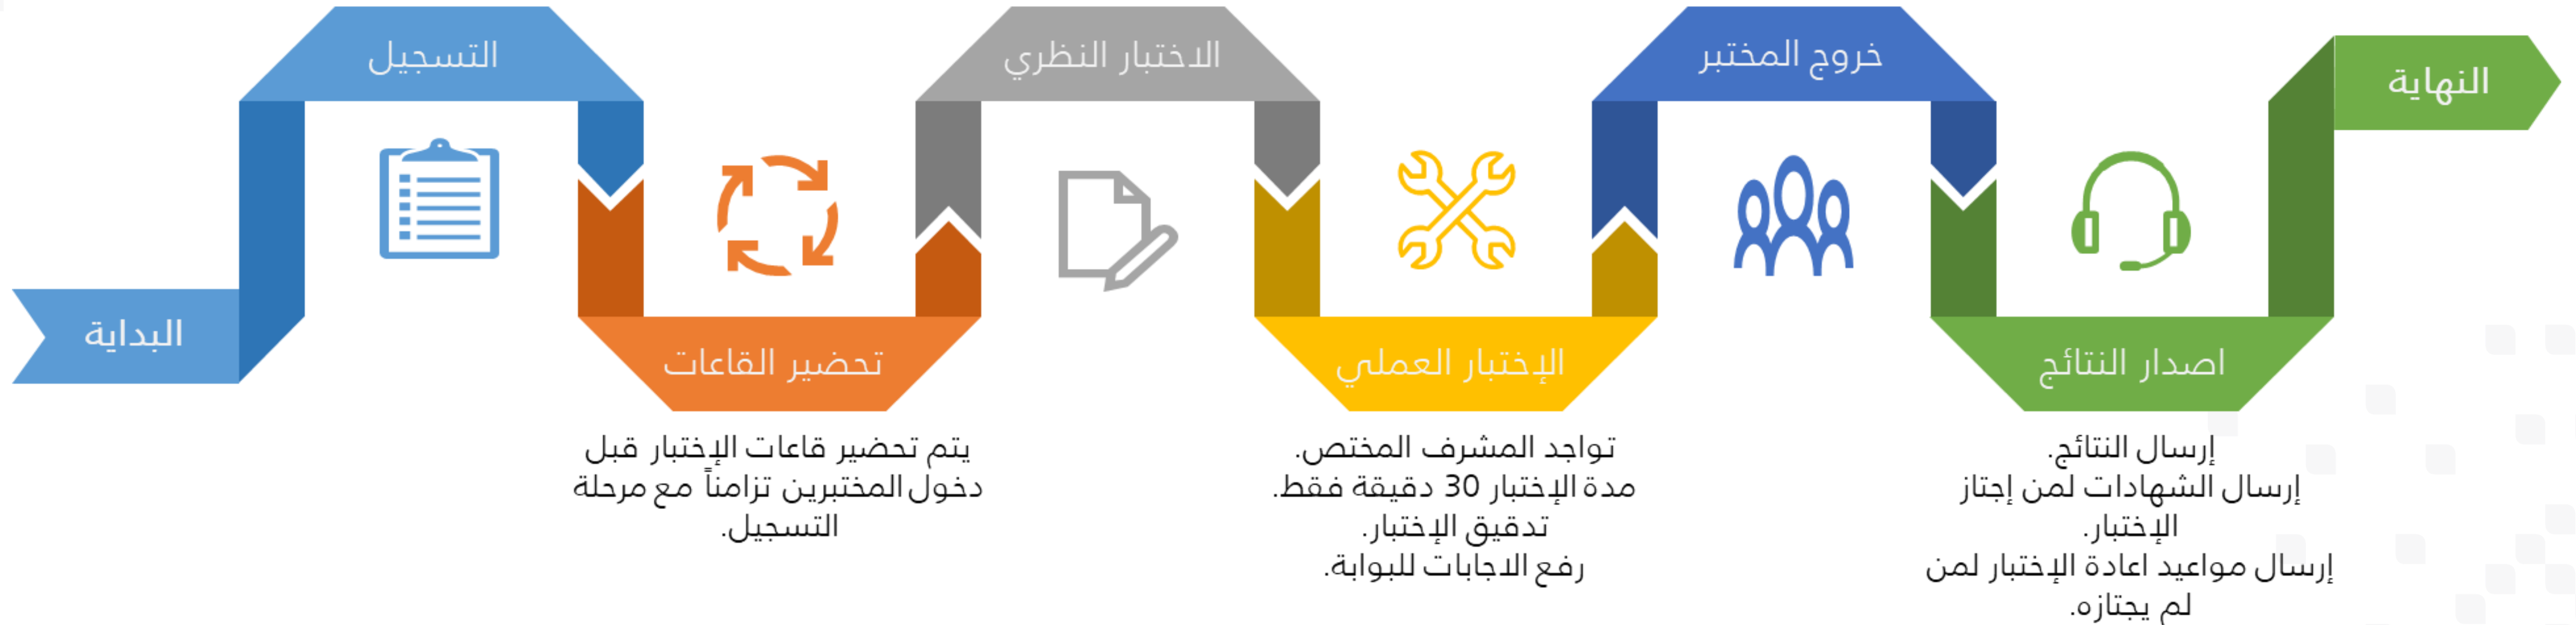 البداية
التسجيل
تحضير القاعات
يتم تحضير قاعات الإختبار قبل
دخول المختبرين تزامناً مع مرحلة
التسجيل.
الاختبار النظري
الإختبار العملي
تواجد المشرف المختص.
مدة الإختبار 30 دقيقة فقط.
تدقيق الإختبار.
رفع الاجابات للبوابة.
خروج المختبر
اصدار النتائج
إرسال النتائج.
إرسال الشهادات لمن إجتاز
الإختبار.
إرسال مواعيد اعادة الإختبار لمن
لم يجتازه.
النهاية